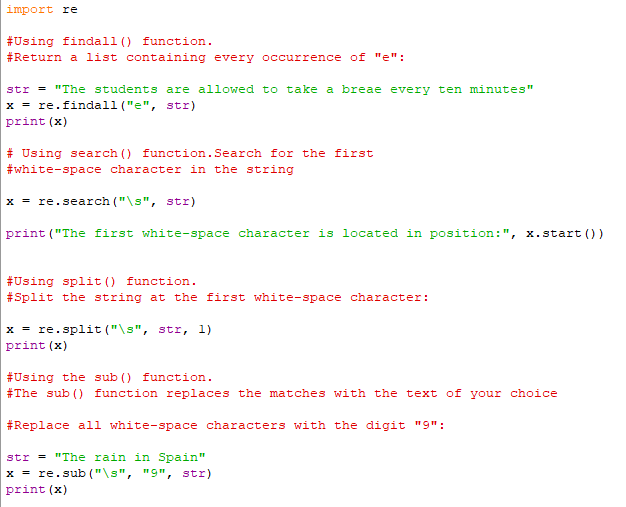 import re
#Using findall() function.
#Return a list containing every occurrence of "e":
str = "The students are allowed to take a breae every ten minutes"
x = re.findall("e", str)
print(x)
# Using search() function.Search for the first
#white-space character in the string
x = re.search("\s", str)
print("The first white-space character is located in position:", x.start())
#Using split() function.
#Split the string at the first white-space character:
x = re.split("\s", str, 1)
print(x)
#Using the sub() function.
#The sub() function replaces the matches with the text of your choice
#Replace all white-space characters with the digit "9":
str = "The rain in Spain"
x = re.sub("\s", "9", str)
print(x)